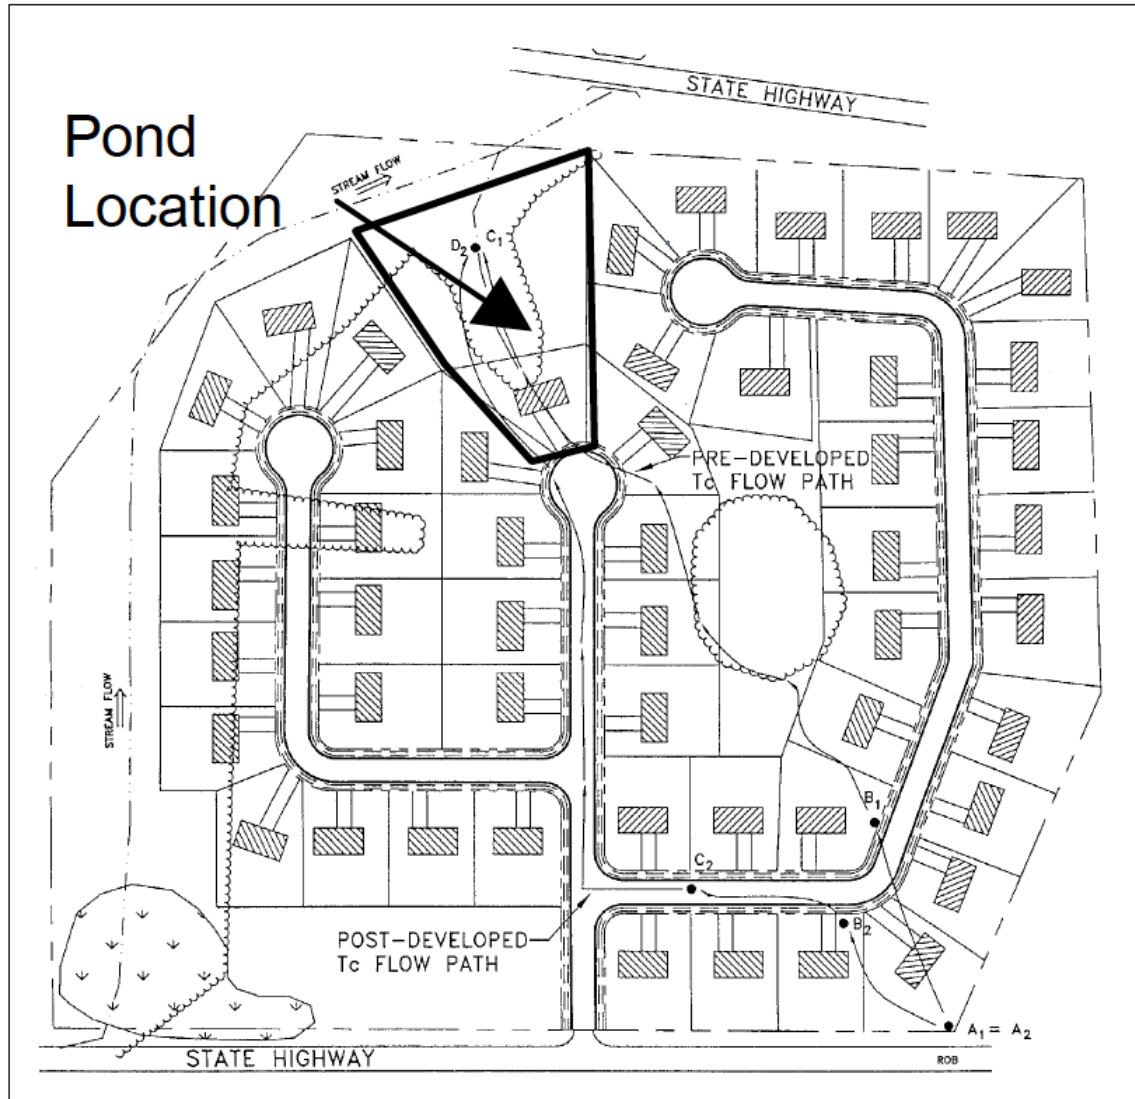 STATE HIGHWAY
Pond
Location
STREAM FLOW
D2 C1
PRE-DEVELOPED
Tc FLOW PATH
STREAM FLOW
B1
C2
B2
POST-DEVELOPED
Tc FLOW PATH
A1 = A2
STATE HIGHWAY
ROB